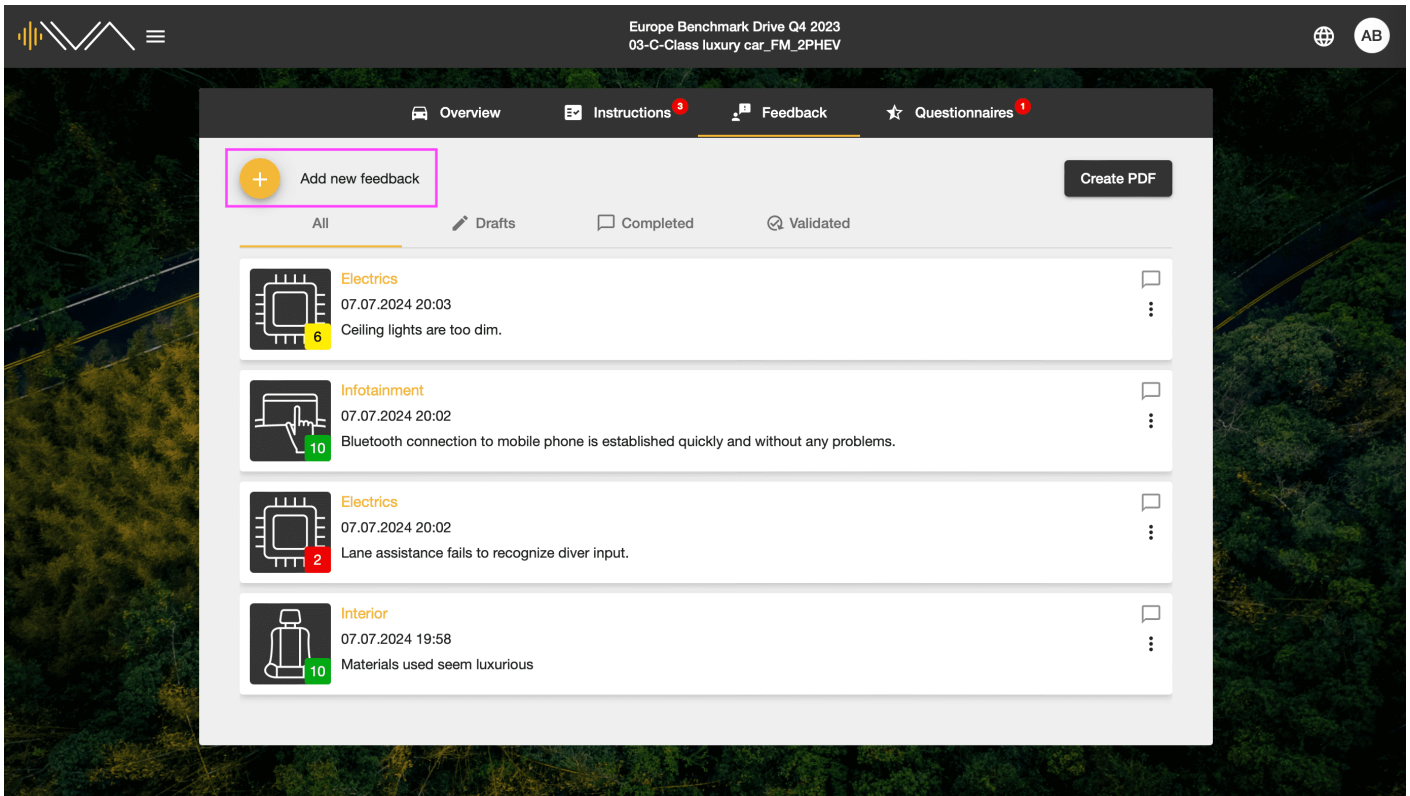 Europe Benchmark Drive Q4 2023
03-C-Class luxury car_FM_2PHEV
AB
Overview
Instructions 3
Feedback
Questionnaires 1
+ Add new feedback
Create PDF
All
Drafts
Completed
Validated
Electrics
07.07.2024 20:03
Ceiling lights are too dim.
6
Infotainment
07.07.2024 20:02
Bluetooth connection to mobile phone is established quickly and without any problems.
10
Electrics
07.07.2024 20:02
Lane assistance fails to recognize diver input.
2
Interior
07.07.2024 19:58
Materials used seem luxurious
10